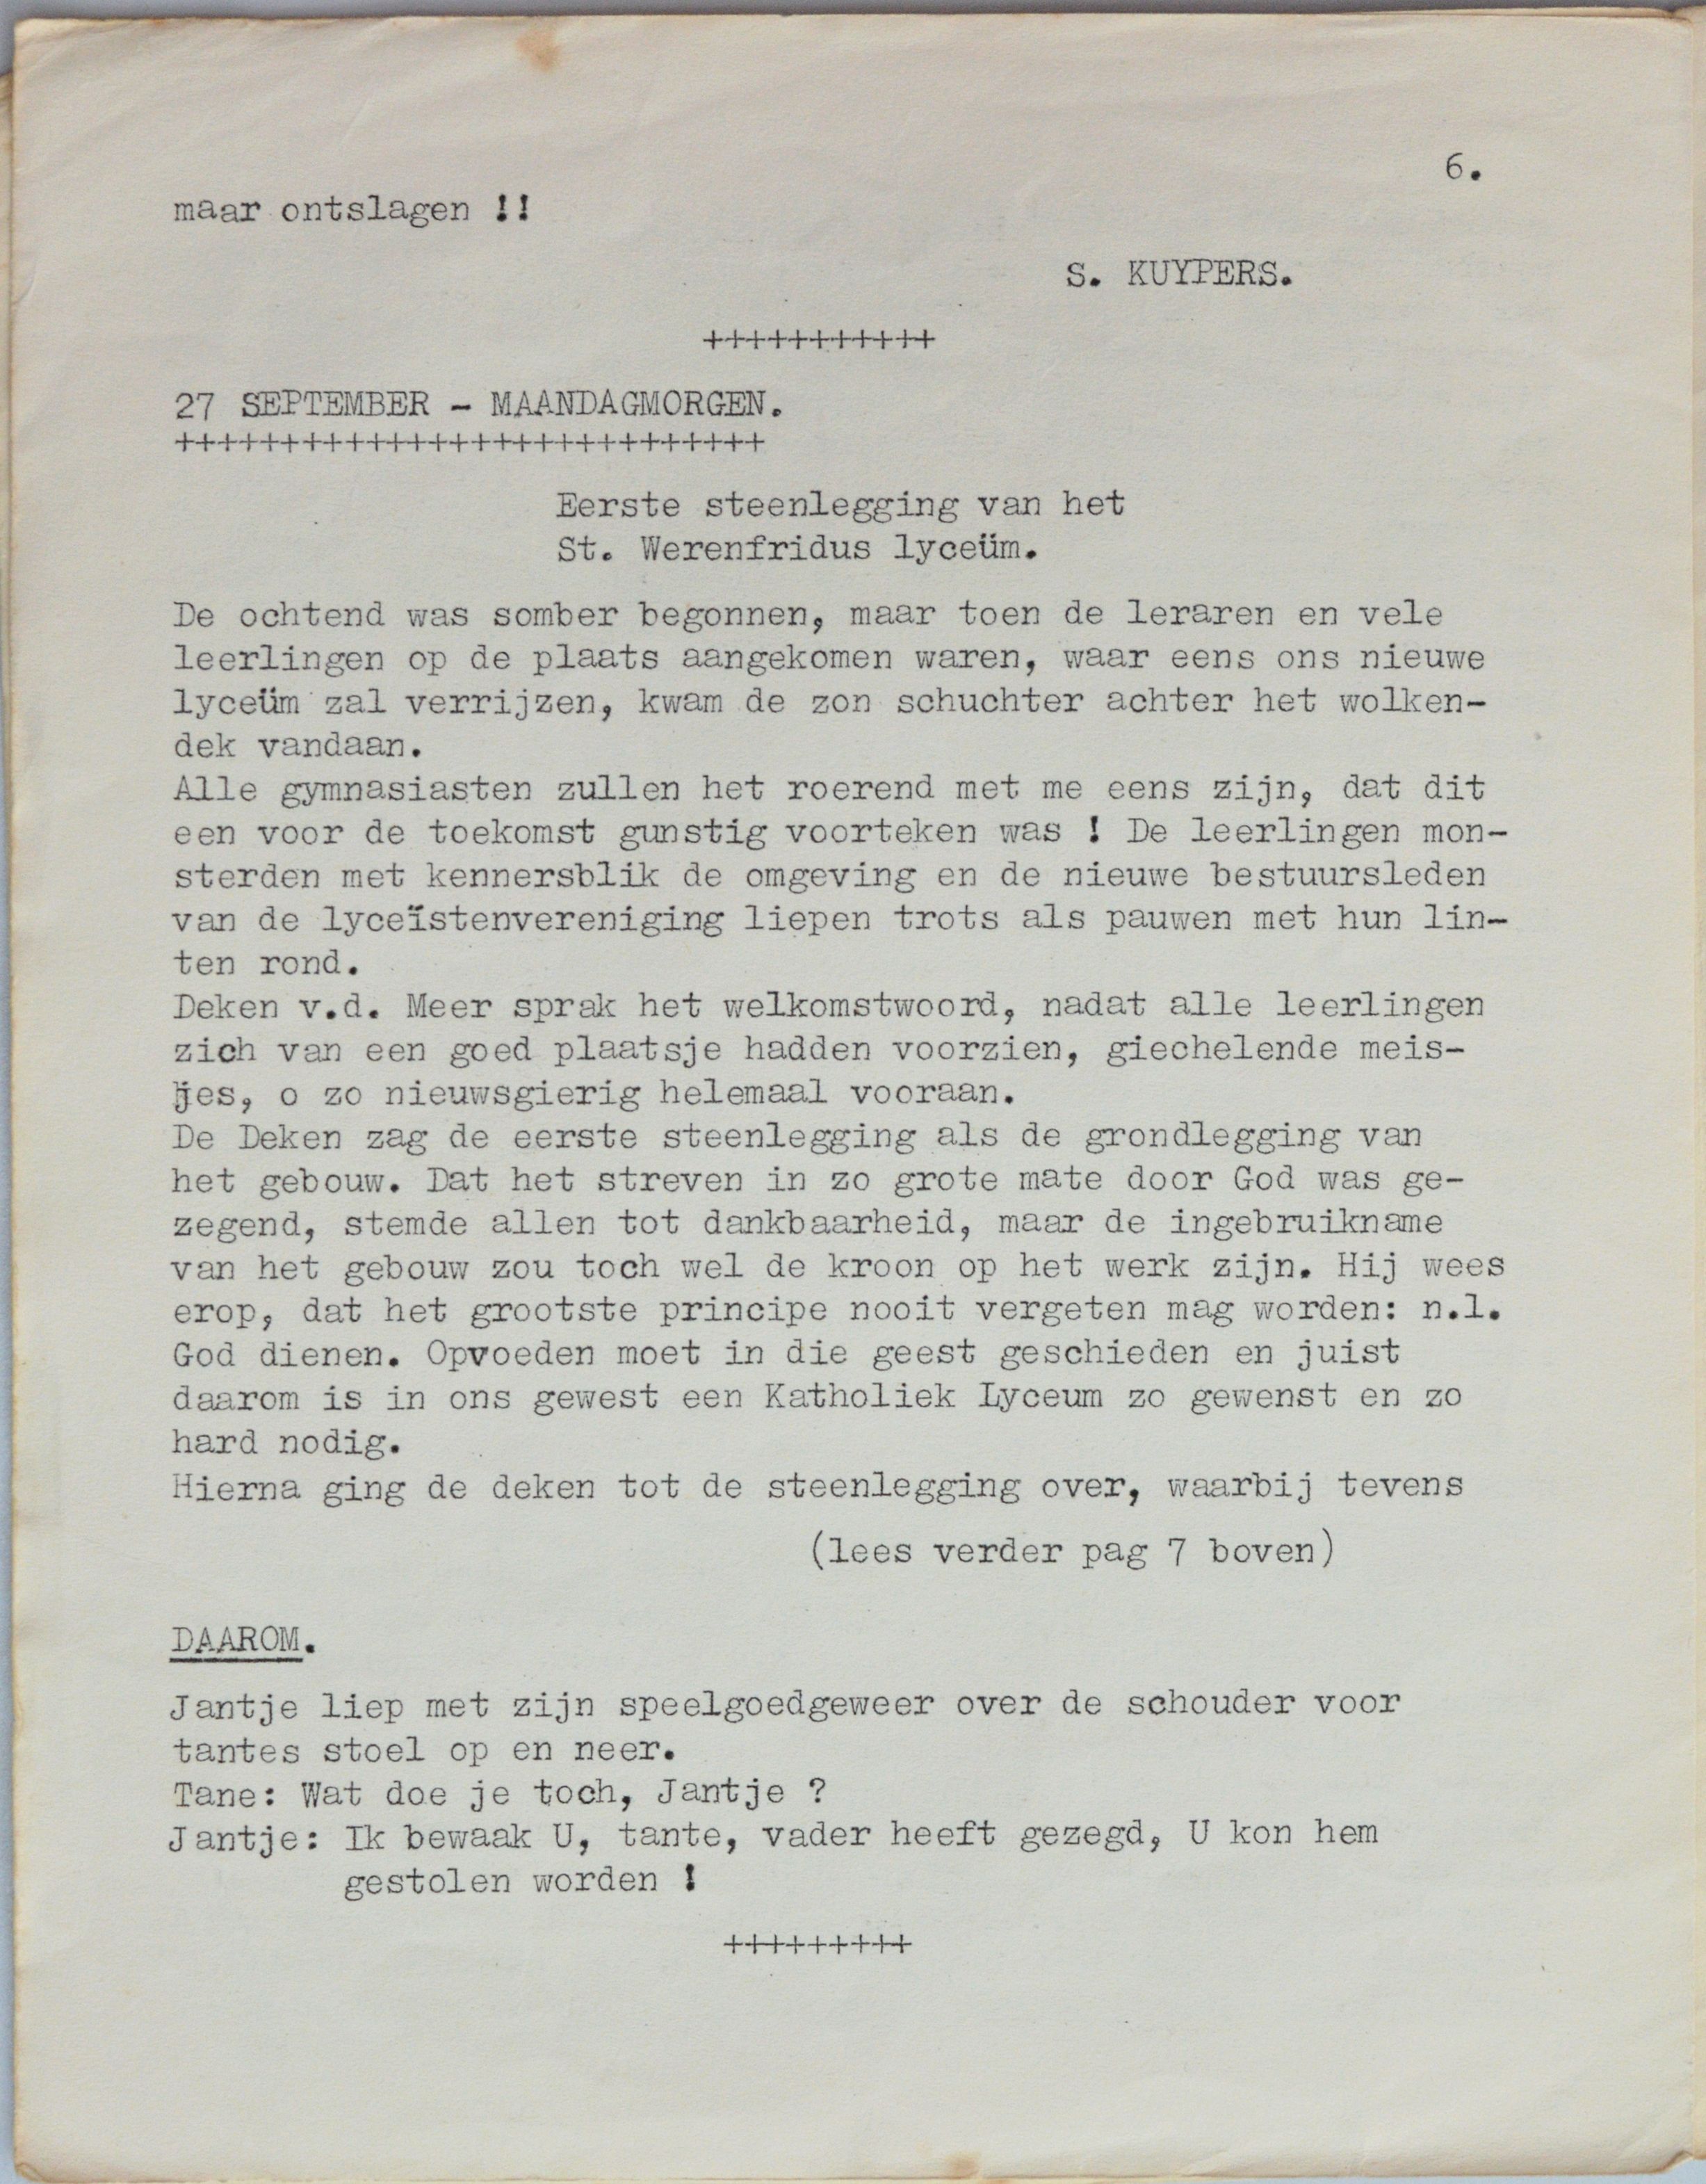 6.
maar ontslagen !!
S. KUYPERS.
+++++++++++
27 SEPTEMBER - MAANDAGMORGEN.
++++++++++++++++++++++++++++
Eerste steenlegging van het
St. Werenfridus lyceüm.
De ochtend was somber begonnen, maar toen de leraren en vele
leerlingen op de plaats aangekomen waren, waar eens ons nieuwe
lyceüm zal verrijzen, kwam de zon schuchter achter het wolken-
dek vandaan.
Alle gymnasiasten zullen het roerend met me eens zijn, dat dit
een voor de toekomst gunstig voorteken was ! De leerlingen mon-
sterden met kennersblik de omgeving en de nieuwe bestuursleden
van de lyceïstenvereniging liepen trots als pauwen met hun lin-
ten rond.
Deken v.d. Meer sprak het welkomstwoord, nadat alle leerlingen
zich van een goed plaatsje hadden voorzien, giechelende meis-
jes, o zo nieuwsgierig helemaal vooraan.
De Deken zag de eerste steenlegging als de grondlegging van
het gebouw. Dat het streven in zo grote mate door God was ge-
zegend, stemde allen tot dankbaarheid, maar de ingebruikname
van het gebouw zou toch wel de kroon op het werk zijn. Hij wees
erop, dat het grootste principe nooit vergeten mag worden: n.l.
God dienen. Opvoeden moet in die geest geschieden en juist
daarom is in ons gewest een Katholiek Lyceum zo gewenst en zo
hard nodig.
Hierna ging de deken tot de steenlegging over, waarbij tevens
(lees verder pag 7 boven)
DAAROM.
Jantje liep met zijn speelgoedgeweer over de schouder voor
tantes stoel op en neer.
Tane: Wat doe je toch, Jantje ?
Jantje: Ik bewaak U, tante, vader heeft gezegd, U kon hem
gestolen worden !
+++++++++